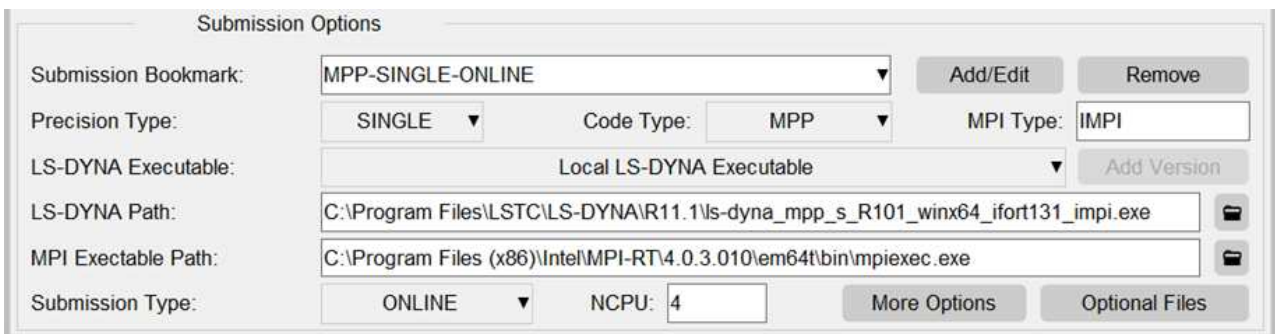 Submission Options
Submission Bookmark: MPP-SINGLE-ONLINE Add/Edit Remove
Precision Type: SINGLE Code Type: MPP MPI Type: IMPI
LS-DYNA Executable: Local LS-DYNA Executable Add Version
LS-DYNA Path: C:\Program Files\LSTC\LS-DYNA\R11.1\ls-dyna_mpp_s_R101_winx64_ifort131_impi.exe
MPI Exectable Path: C:\Program Files (x86)\Intel\MPI-RT\4.0.3.010\em64t\bin\mpiexec.exe
Submission Type: ONLINE NCPU: 4 More Options Optional Files